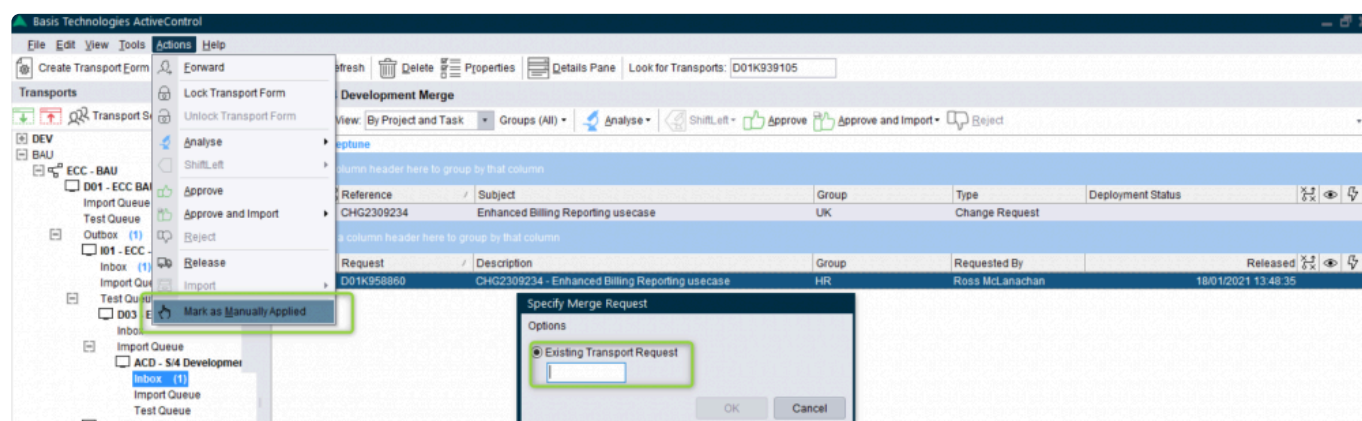 Basis Technologies ActiveControl
File Edit View Tools Actions Help
Create Transport Form
efresh Delete Properties Details Pane Look for Transports: D01K939105
Transports
Transport Se
DEV
BAU
ECC - BAU
D01 - ECC BAU
Import Queue
Test Queue
Outbox (1)
I01 - ECC -
Inbox (1)
Import Que
Test Queue
D03 - E
Inbox
Import Queue
ACD - S/4 Developmer
Inbox (1)
Import Queue
Test Queue
Forward
Lock Transport Form
Unlock Transport Form
Analyse
ShiftLeft
Approve
Approve and Import
Reject
Release
Import
Mark as Manually Applied
Development Merge
View: By Project and Task Groups (All) Analyse ShiftLeft Approve Approve and Import Reject
eptune
column header here to group by that column
Reference Subject Group Type Deployment Status
CHG2309234 Enhanced Billing Reporting usecase UK Change Request
a column header here to group by that column
Request Description Group Requested By Released
D01K958860 CHG2309234 - Enhanced Billing Reporting usecase HR Ross McLanachan 18/01/2021 13:48:35
Specify Merge Request
Options
Existing Transport Request
OK Cancel